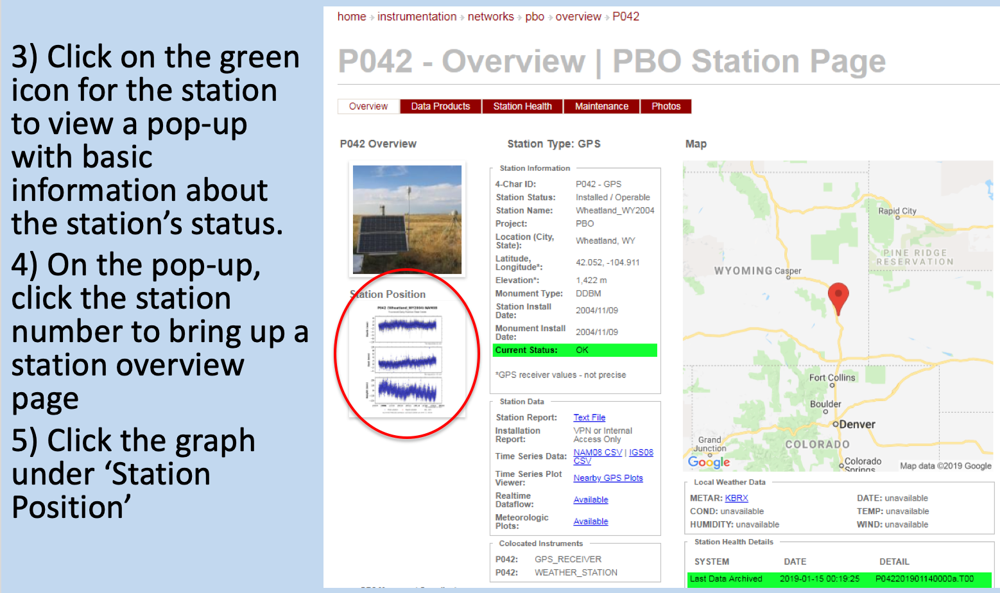 3) Click on the green
icon for the station
to view a pop-up
with basic
information about
the station’s status.
4) On the pop-up,
click the station
number to bring up a
station overview
page
5) Click the graph
under ‘Station
Position’
home › instrumentation › networks › pbo › overview › P042
P042 - Overview | PBO Station Page
Overview Data Products Station Health Maintenance Photos
P042 Overview
Station Position
P042 (Wheatland_WY2004) NAM08
Station Type: GPS
Station Information
4-Char ID: P042 - GPS
Station Status: Installed / Operable
Station Name: Wheatland_WY2004
Project: PBO
Location (City,
State): Wheatland, WY
Latitude,
Longitude*: 42.052, -104.911
Elevation*: 1,422 m
Monument Type: DDBM
Station Install
Date: 2004/11/09
Monument Install
Date: 2004/11/09
Current Status: OK
*GPS receiver values - not precise
Station Data
Station Report: Text File
Installation
Report: VPN or Internal
Access Only
Time Series Data: NAM08 CSV | IGS08
CSV
Time Series Plot
Viewer: Nearby GPS Plots
Realtime
Dataflow: Available
Meteorologic
Plots: Available
Colocated Instruments
P042: GPS_RECEIVER
P042: WEATHER_STATION
Map
Rapid City
PINE RIDGE
RESERVATION
WYOMING
Casper
Fort Collins
Boulder
Denver
Grand
Junction
COLORADO
Colorado
Springs
Google
Map data ©2019 Google
Local Weather Data
METAR: KBRX DATE: unavailable
COND: unavailable TEMP: unavailable
HUMIDITY: unavailable WIND: unavailable
Station Health Details
SYSTEM DATE DETAIL
Last Data Archived 2019-01-15 00:19:25 P042201901140000a.T00